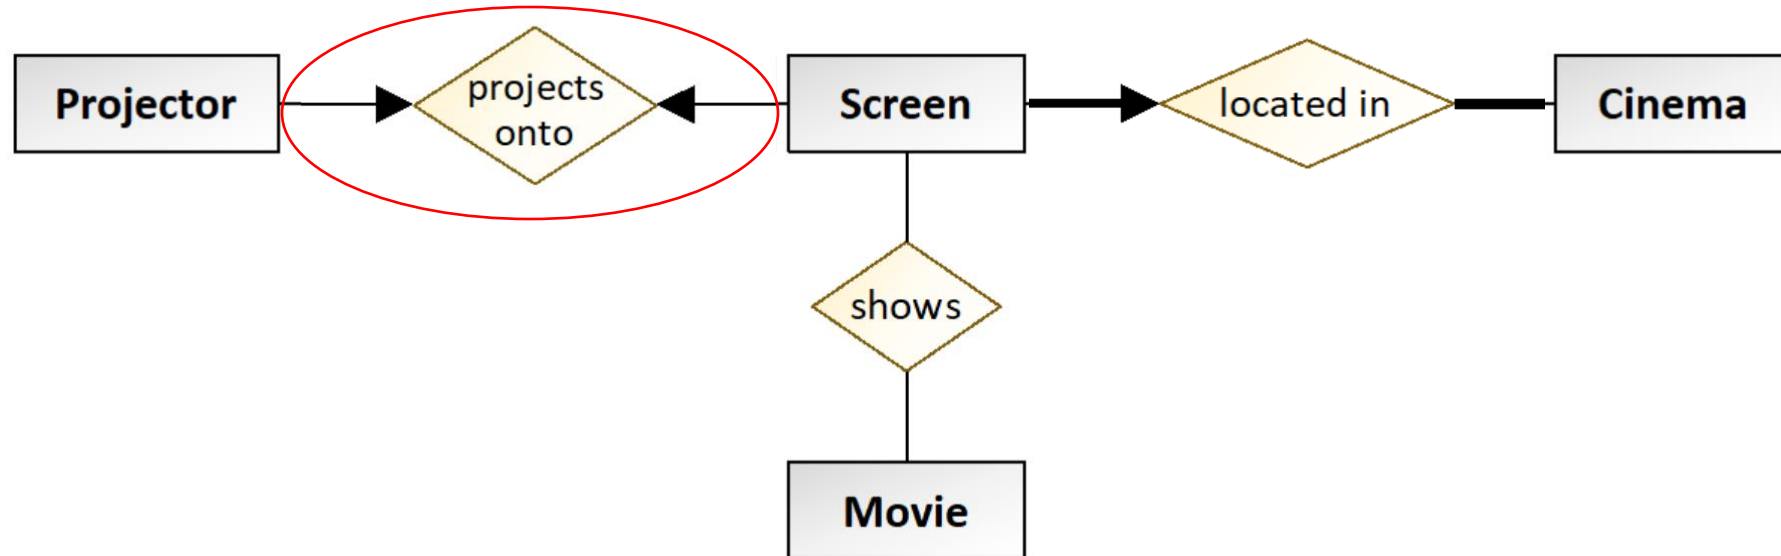 Projector
projects
onto
Screen
located in
Cinema
shows
Movie